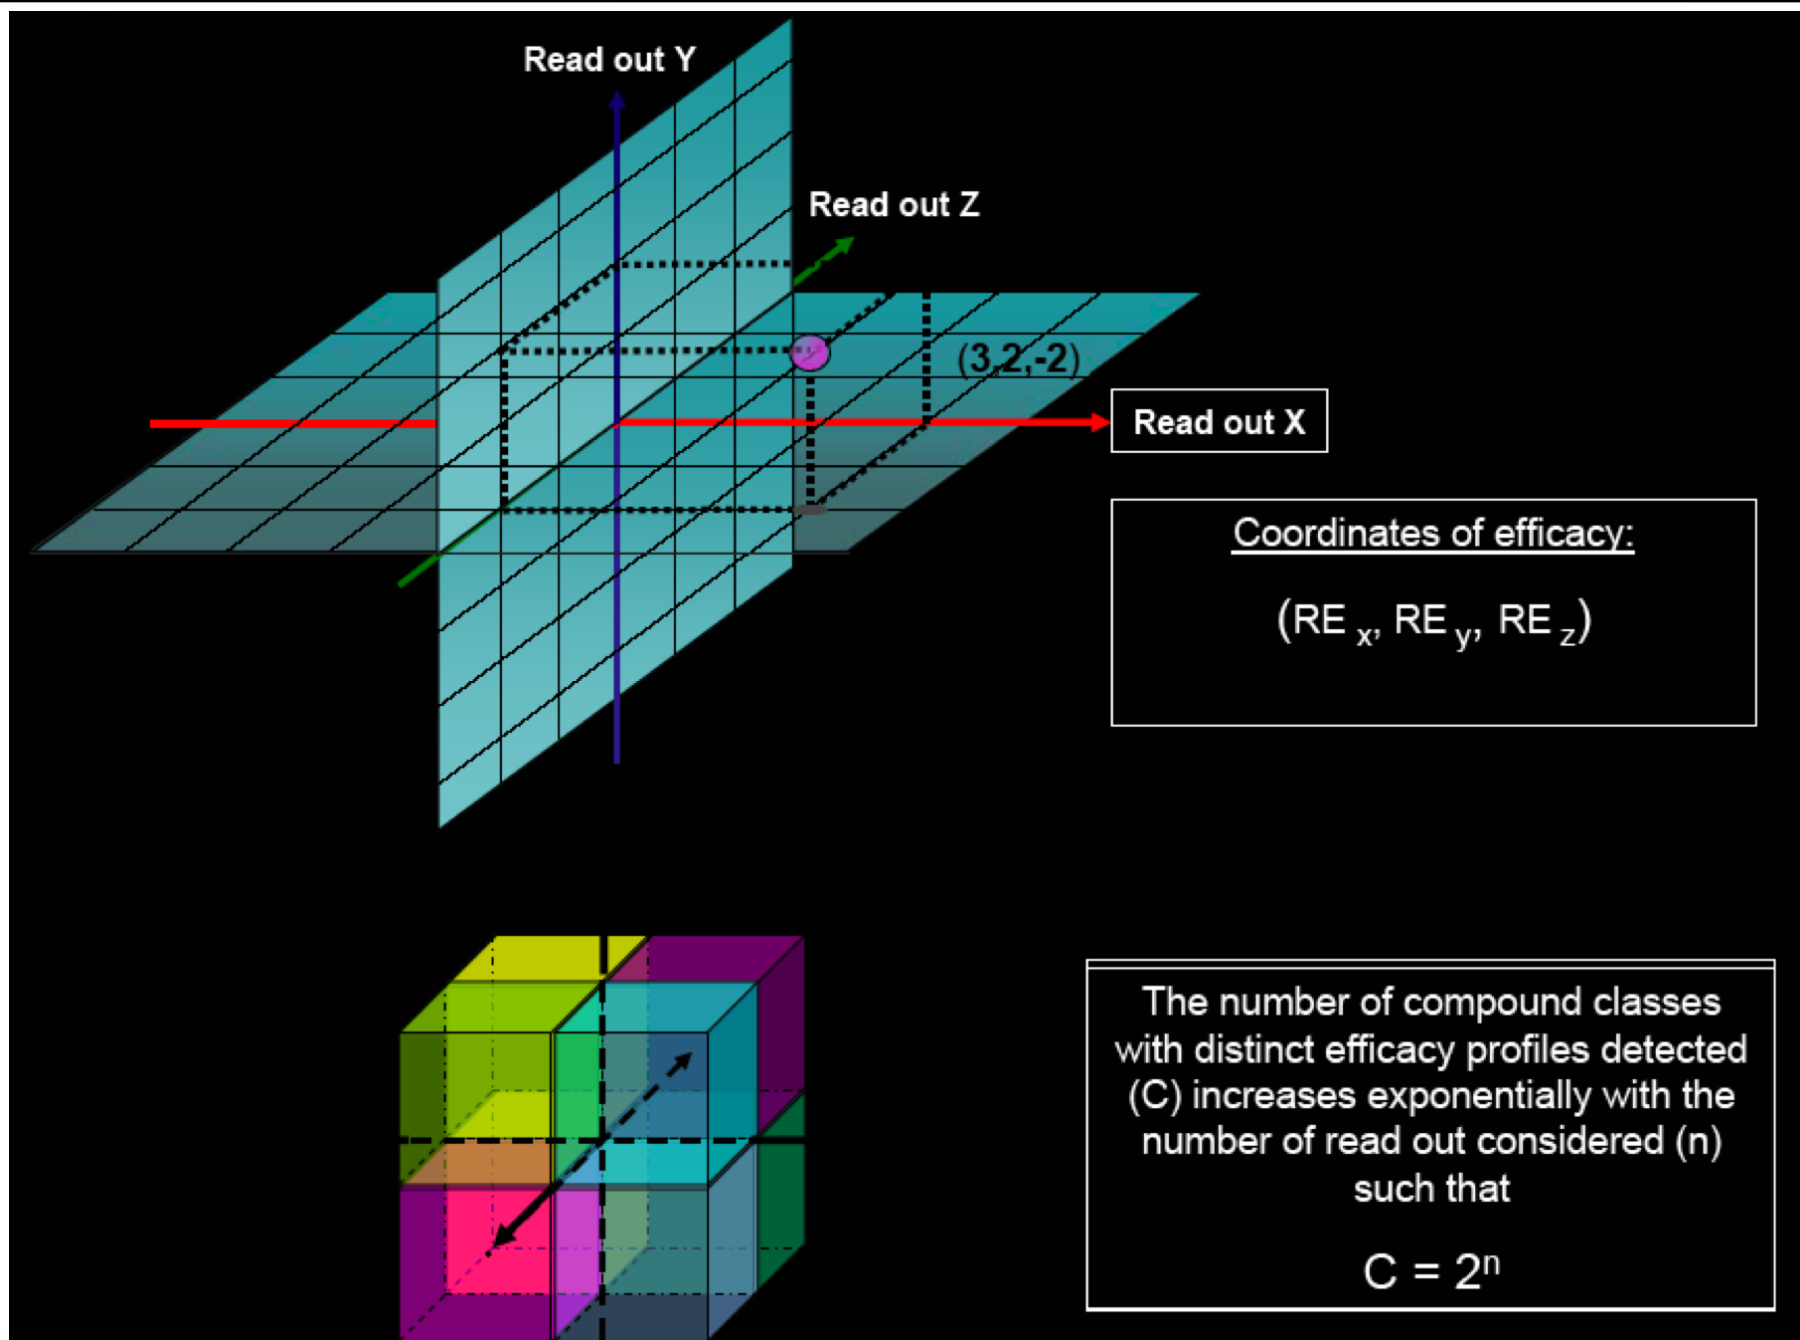 Read out Y
Read out Z
(3,2,-2)
Read out X
Coordinates of efficacy:
(RE x, RE y, RE z)
The number of compound classes
with distinct efficacy profiles detected
(C) increases exponentially with the
number of read out considered (n)
such that
C = 2ⁿ